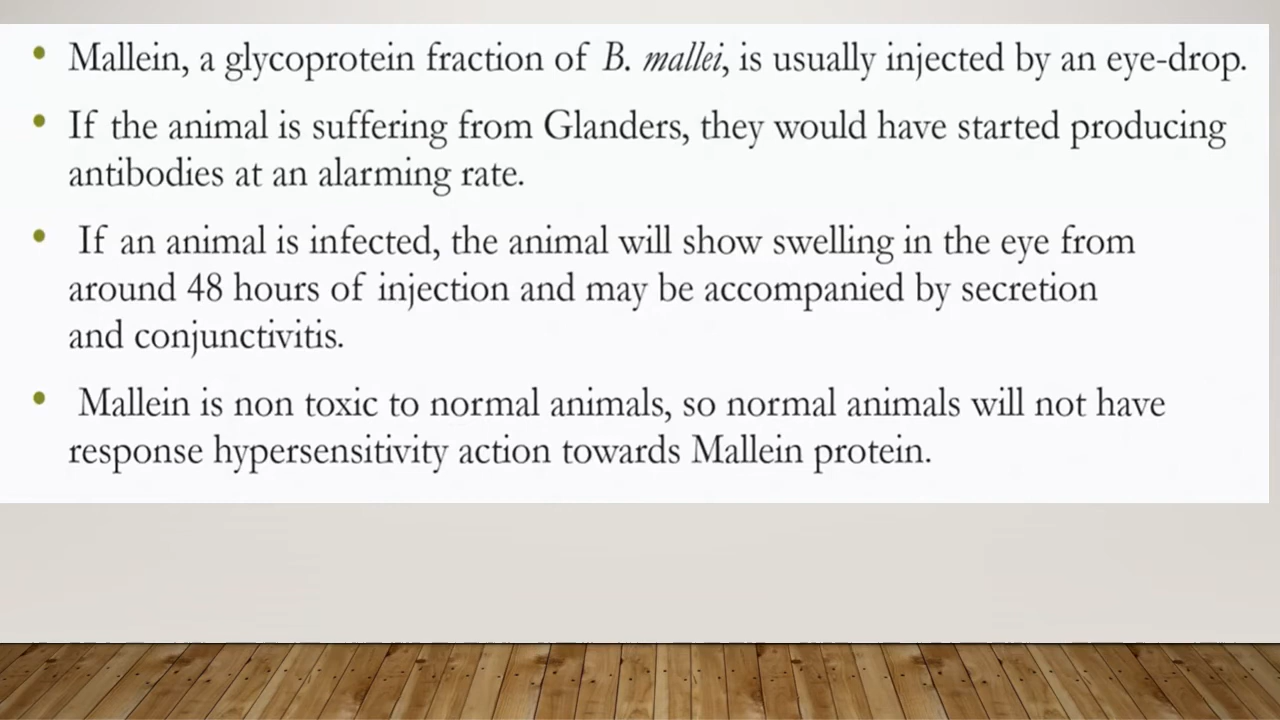 • Mallein, a glycoprotein fraction of B. mallei, is usually injected by an eye-drop.
• If the animal is suffering from Glanders, they would have started producing
antibodies at an alarming rate.
• If an animal is infected, the animal will show swelling in the eye from
around 48 hours of injection and may be accompanied by secretion
and conjunctivitis.
• Mallein is non toxic to normal animals, so normal animals will not have
response hypersensitivity action towards Mallein protein.